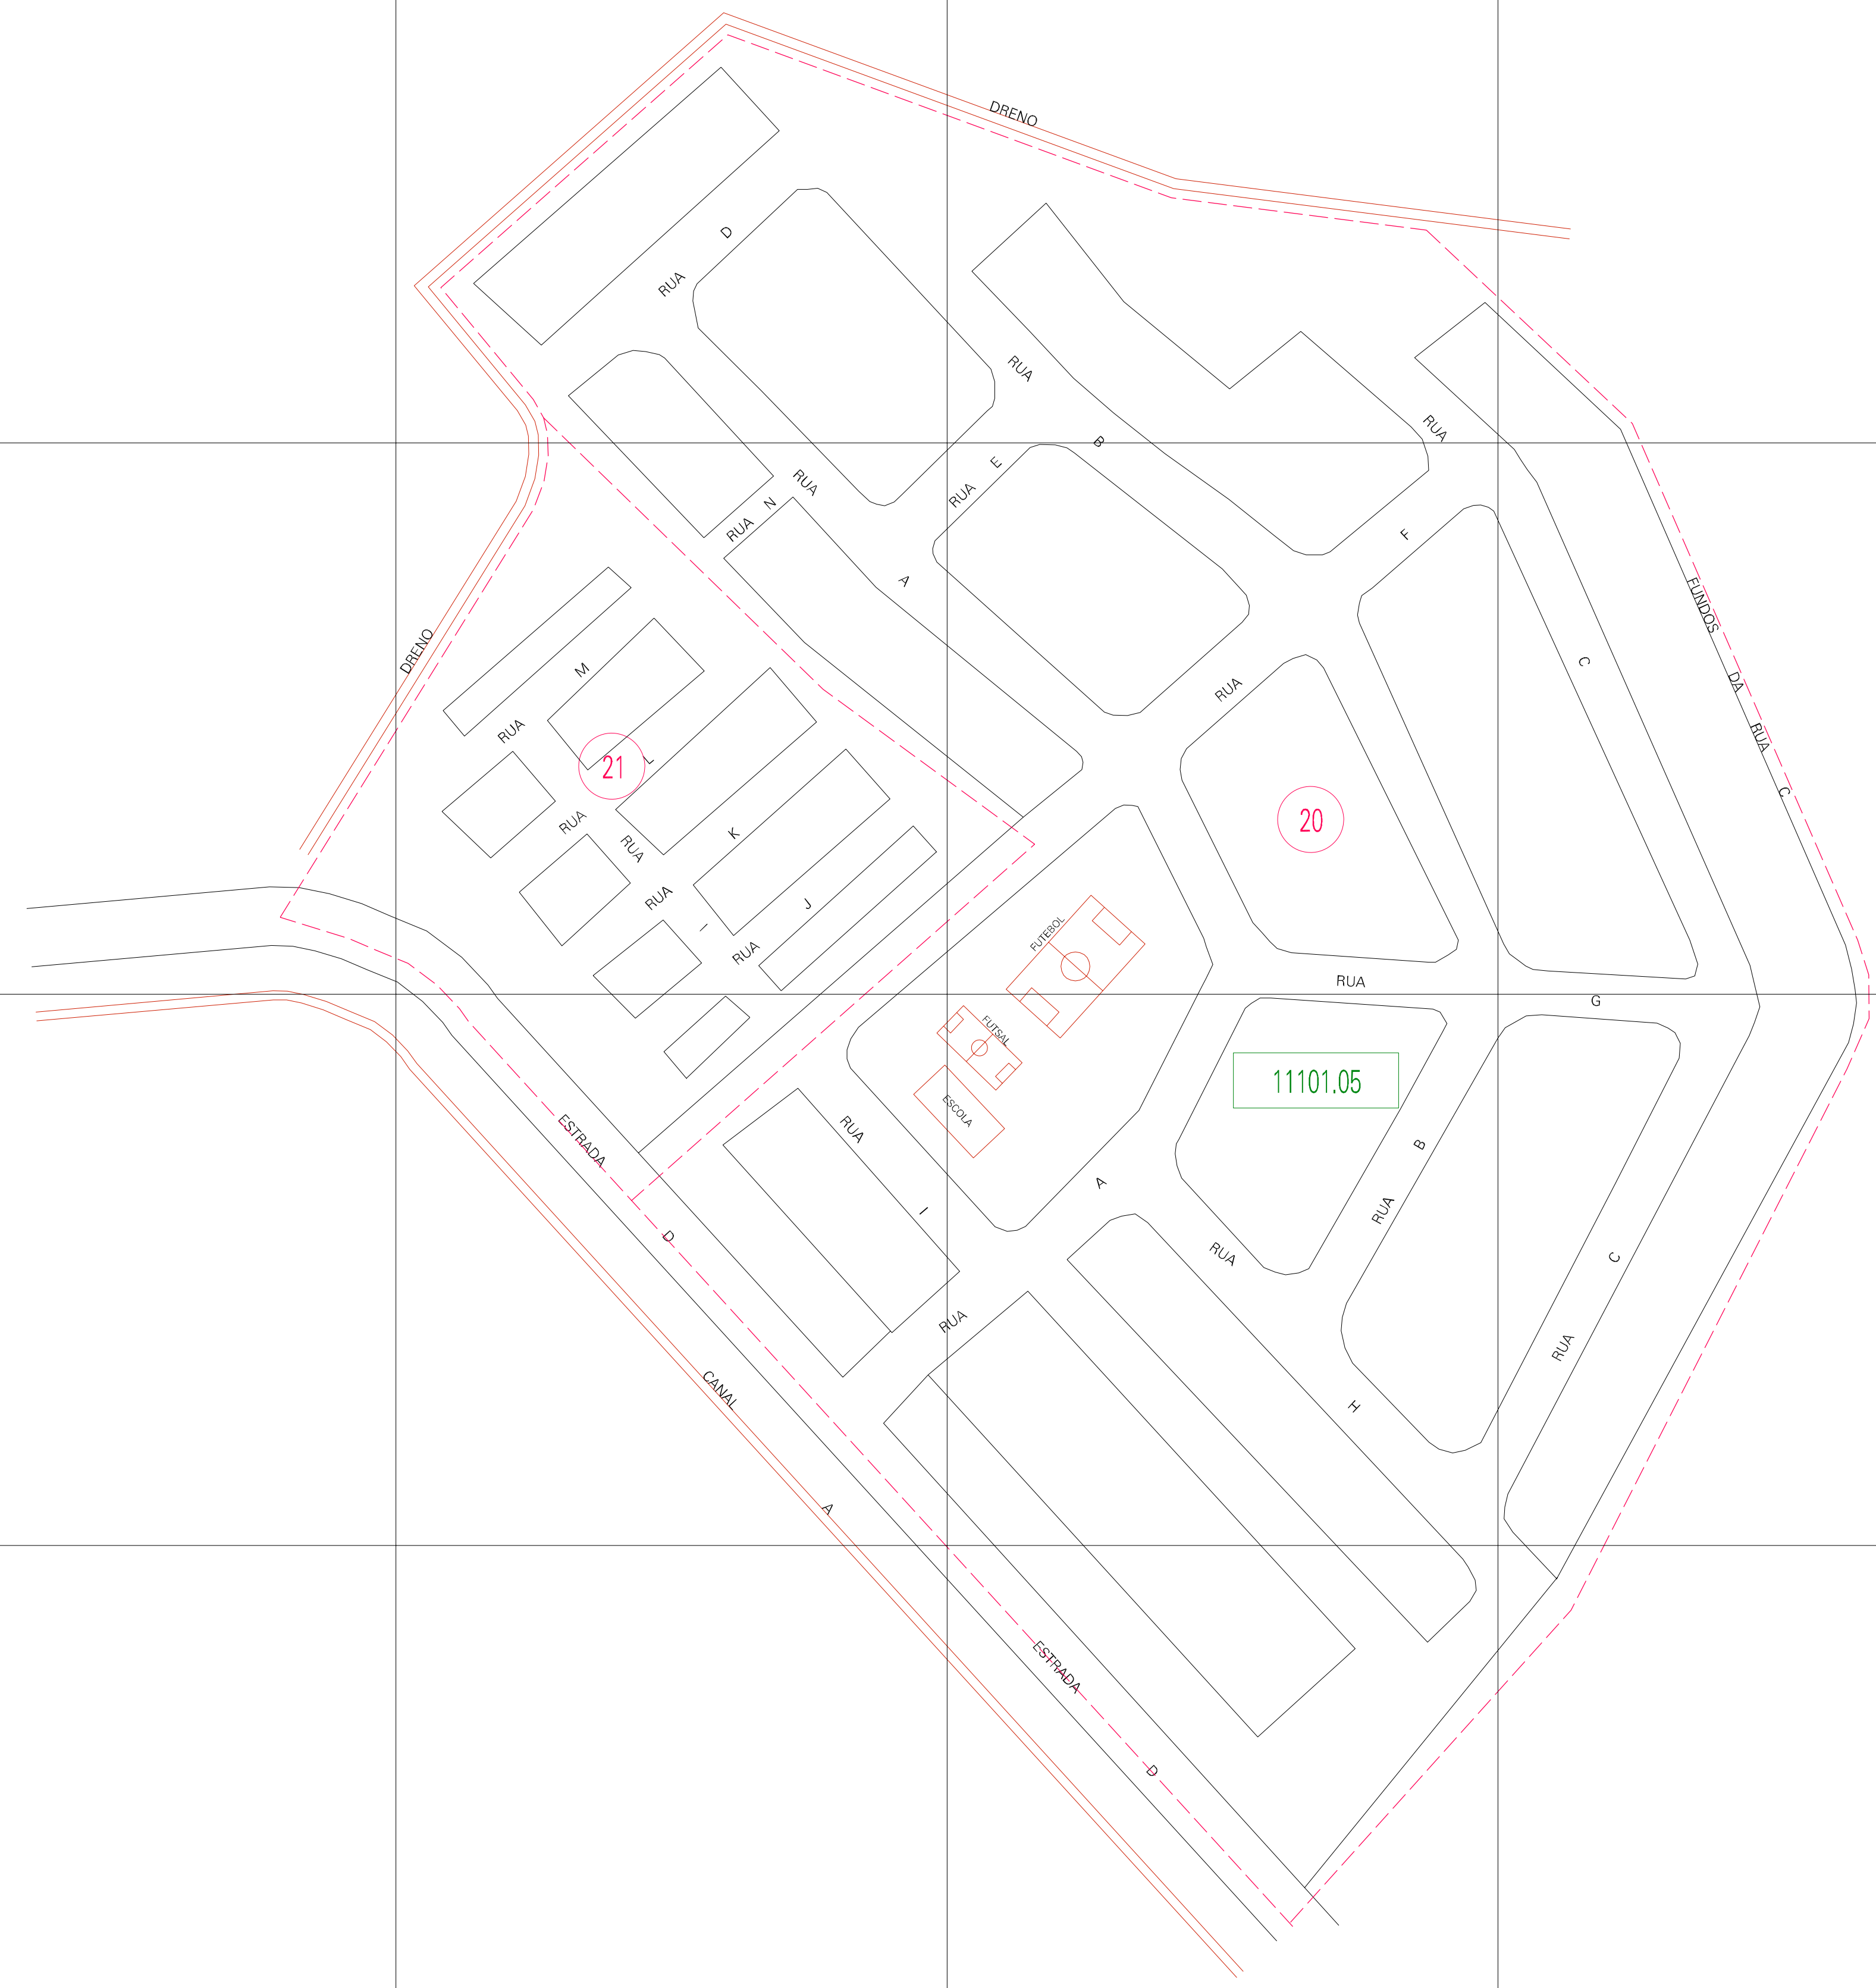 DRENO
RUA D
RUA B
RUA C
RUA E
RUA N
RUA A
RUA F
DRENO
FUNDOS DA RUA C
RUA M
RUA L
21
20
RUA K
RUA I
RUA J
RUA
FUTEBOL
RUA G
FUTSAL
ESCOLA
11101.05
ESTRADA D
RUA I
RUA A
RUA B
RUA H
RUA C
CANAL A
ESTRADA D